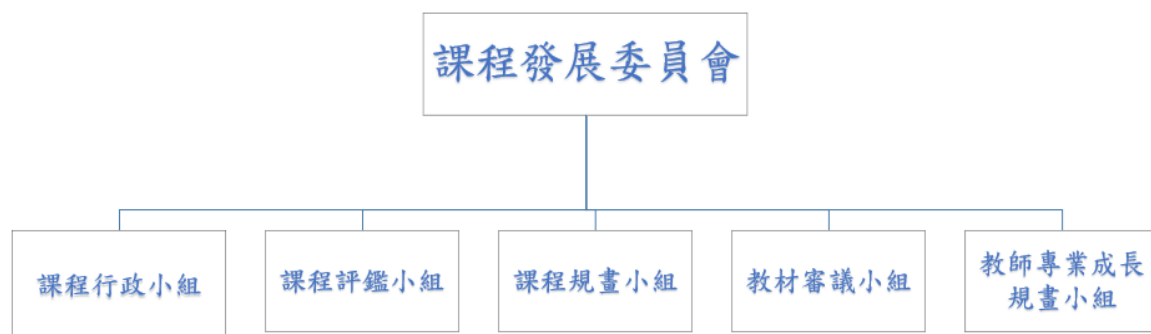 課程發展委員會
課程行政小組
課程評鑑小組
課程規畫小組
教材審議小組
教師專業成長
規畫小組